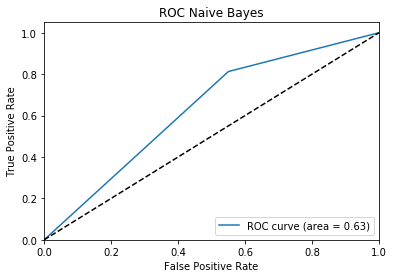 ROC Naive Bayes
True Positive Rate
1.0
0.8
0.6
0.4
0.2
0.0
ROC curve (area = 0.63)
0.0 0.2 0.4 0.6 0.8 1.0
False Positive Rate